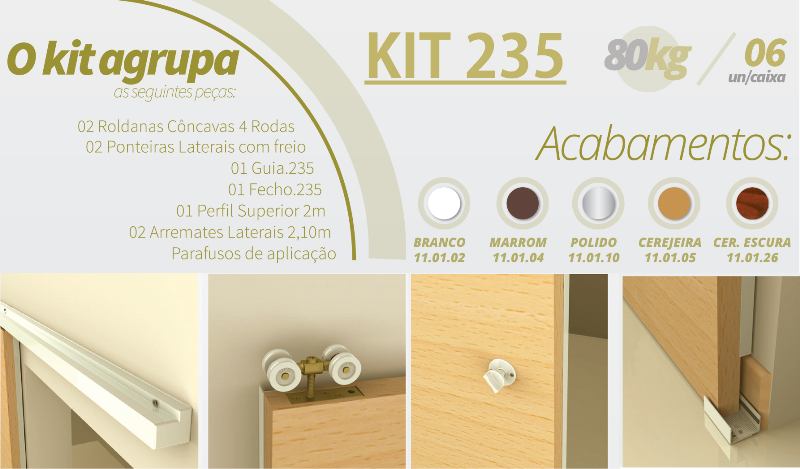 O kit agrupa
as seguintes peças:
02 Roldanas Côncavas 4 Rodas
02 Ponteiras Laterais com freio
01 Guia.235
01 Fecho.235
01 Perfil Superior 2m
02 Arremates Laterais 2,10m
Parafusos de aplicação
KIT 235
80kg
06
un/caixa
Acabamentos:
BRANCO
11.01.02
MARROM
11.01.04
POLIDO
11.01.10
CEREJEIRA
11.01.05
CER. ESCURA
11.01.26